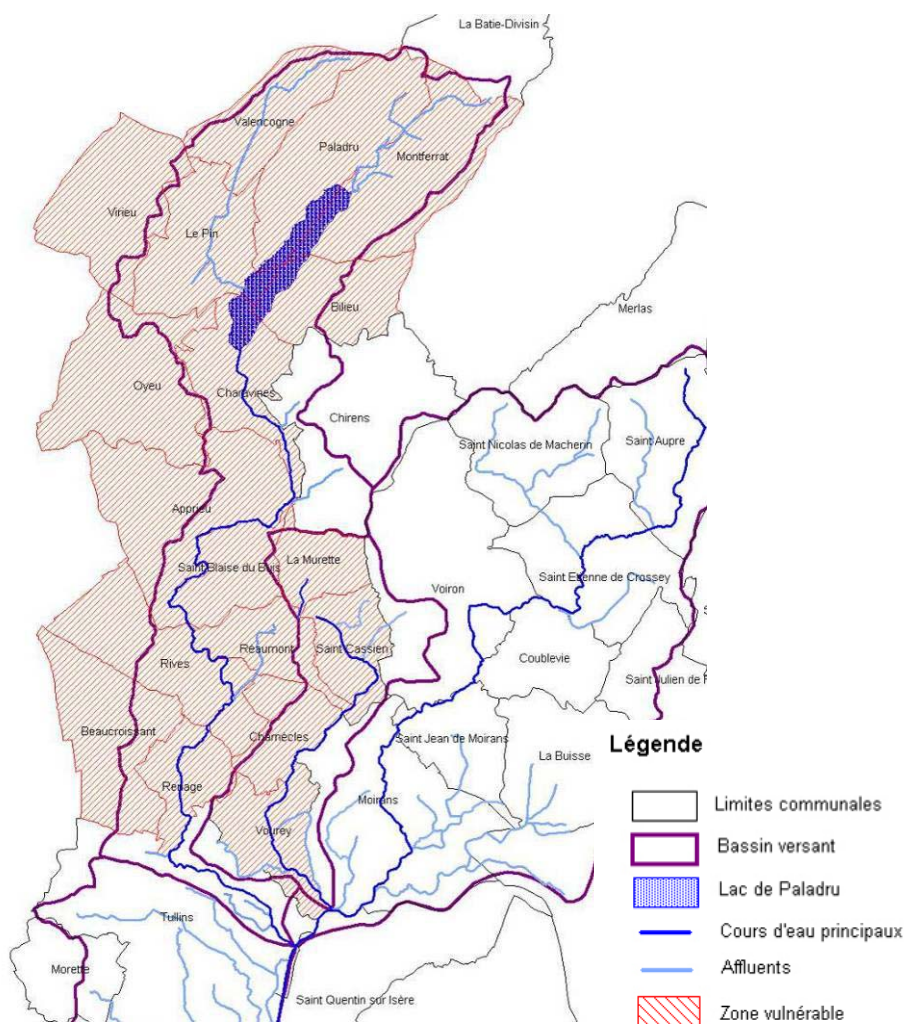 La Batie-Divisin
Valencogne
Paladru
Montferrat
Virieu
Le Pin
Bilieu
Merlas
Oyeu
Charavines
Chirens
Saint Nicolas de Macherin
Saint Aupre
Apprieu
Saint Blaise du Buis
La Murette
Saint Etienne de Crossey
Voiron
Reaumont
Saint Cassien
Rives
Coublevie
Saint Julien de
Beaucroissant
Charnècles
Saint Jean de Moirans
La Buisse
Renage
Moirans
Vourey
Tullins
Morette
Saint Quentin sur Isère
Légende
Limites communales
Bassin versant
Lac de Paladru
Cours d'eau principaux
Affluents
Zone vulnérable